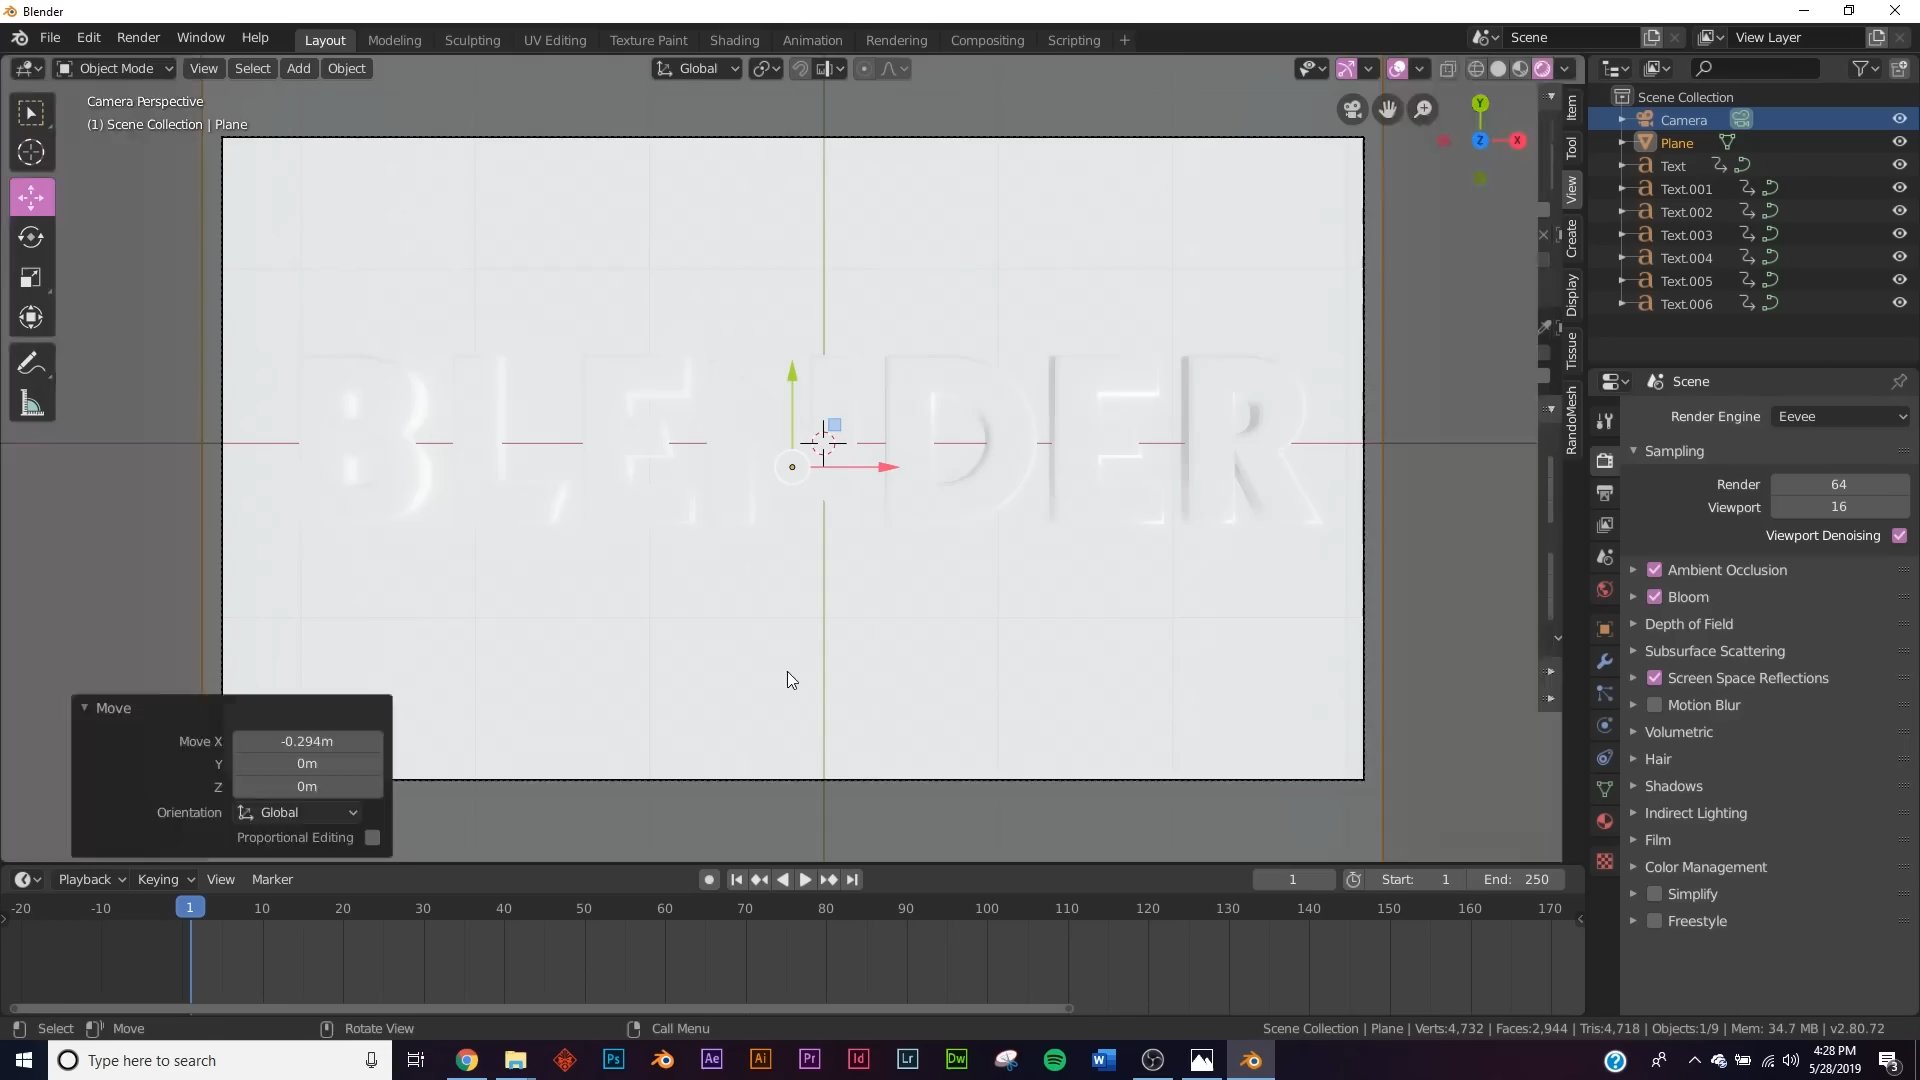 Blender
File Edit Render Window Help
Layout Modeling Sculpting UV Editing Texture Paint Shading Animation Rendering Compositing Scripting +
Scene
View Layer
Object Mode View Select Add Object
Global
Camera Perspective
(1) Scene Collection | Plane
Y
Z
X
BLENDER
Item
Tool
View
Create
Display
Tissue
RandoMesh
Scene Collection
Camera
Plane
Text
Text.001
Text.002
Text.003
Text.004
Text.005
Text.006
Scene
Render Engine Eevee
Sampling
Render 64
Viewport 16
Viewport Denoising
Ambient Occlusion
Bloom
Depth of Field
Subsurface Scattering
Screen Space Reflections
Motion Blur
Volumetric
Hair
Shadows
Indirect Lighting
Film
Color Management
Simplify
Freestyle
Move
Move X -0.294m
Y 0m
Z 0m
Orientation Global
Proportional Editing
Playback Keying View Marker
1 Start: 1 End: 250
-20 -10 1 10 20 30 40 50 60 70 80 90 100 110 120 130 140 150 160 170
Select Move Rotate View Call Menu
Scene Collection | Plane | Verts:4,732 | Faces:2,944 | Tris:4,718 | Objects:1/9 | Mem: 34.7 MB | v2.80.72
Type here to search
Ps Ae Ai Pr Id Lr Dw W
4:28 PM
5/28/2019
3